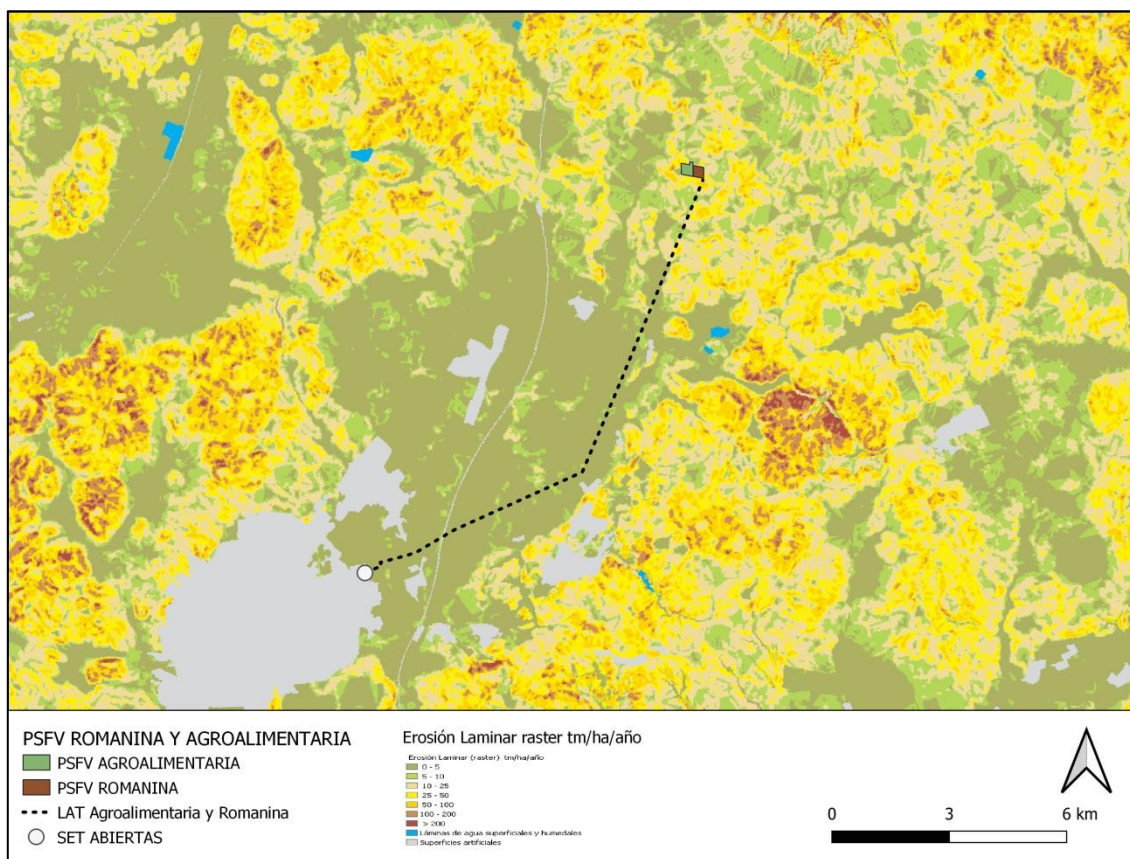 PSFV ROMANINA Y AGROALIMENTARIA
PSFV AGROALIMENTARIA
PSFV ROMANINA
LAT Agroalimentaria y Romanina
SET ABIERTAS
Erosión Laminar raster tm/ha/año
Erosión Laminar (raster) tm/ha/año
0 - 5
5 - 10
10 - 25
25 - 50
50 - 100
100 - 200
> 200
Láminas de agua superficiales y humedales
Superficies artificiales
0 3 6 km